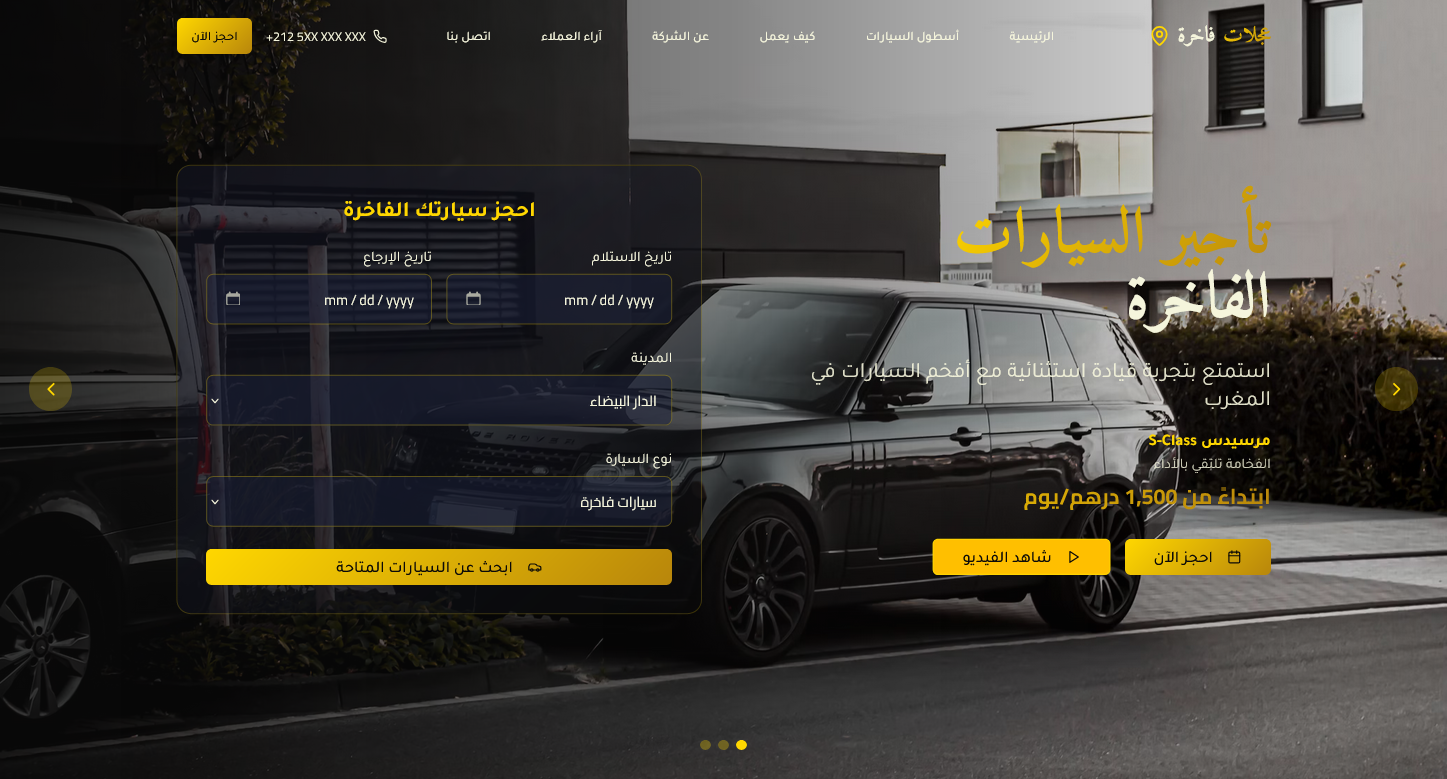 عجلات فاخرة
الرئيسية
أسطول السيارات
كيف يعمل
عن الشركة
آراء العملاء
اتصل بنا
+212 5XX XXX XXX
احجز الآن
تأجير السيارات
الفاخرة
استمتع بتجربة قيادة استثنائية مع أفخم السيارات في
المغرب
مرسيدس S-Class
الفخامة تلتقي بالأداء
ابتداءً من 1,500 درهم/يوم
احجز الآن
شاهد الفيديو
احجز سيارتك الفاخرة
تاريخ الاستلام
mm / dd / yyyy
تاريخ الإرجاع
mm / dd / yyyy
المدينة
الدار البيضاء
نوع السيارة
سيارات فاخرة
ابحث عن السيارات المتاحة